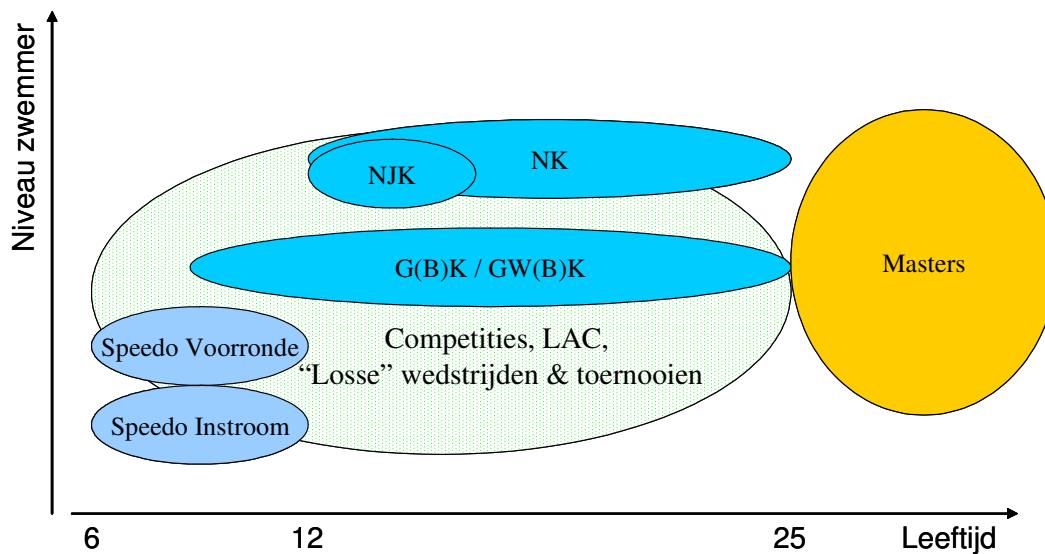 Niveau zwemmer
NK
NJK
G(B)K / GW(B)K
Masters
Speedo Voorronde
Competities, LAC,
“Losse” wedstrijden & toernooien
Speedo Instroom
6
12
25
Leeftijd